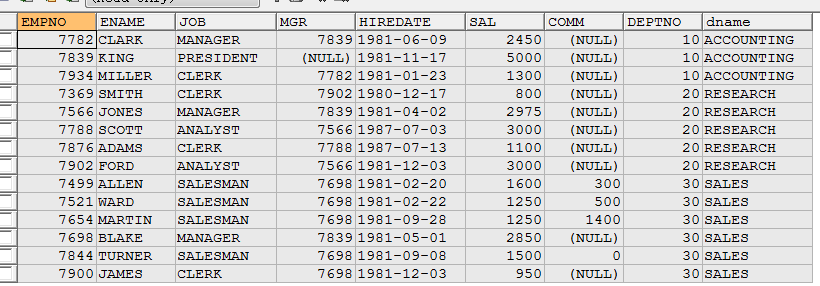 EMPNO ENAME JOB MGR HIREDATE SAL COMM DEPTNO dname
7782 CLARK MANAGER 7839 1981-06-09 2450 (NULL) 10 ACCOUNTING
7839 KING PRESIDENT (NULL) 1981-11-17 5000 (NULL) 10 ACCOUNTING
7934 MILLER CLERK 7782 1981-01-23 1300 (NULL) 10 ACCOUNTING
7369 SMITH CLERK 7902 1980-12-17 800 (NULL) 20 RESEARCH
7566 JONES MANAGER 7839 1981-04-02 2975 (NULL) 20 RESEARCH
7788 SCOTT ANALYST 7566 1987-07-03 3000 (NULL) 20 RESEARCH
7876 ADAMS CLERK 7788 1987-07-13 1100 (NULL) 20 RESEARCH
7902 FORD ANALYST 7566 1981-12-03 3000 (NULL) 20 RESEARCH
7499 ALLEN SALESMAN 7698 1981-02-20 1600 300 30 SALES
7521 WARD SALESMAN 7698 1981-02-22 1250 500 30 SALES
7654 MARTIN SALESMAN 7698 1981-09-28 1250 1400 30 SALES
7698 BLAKE MANAGER 7839 1981-05-01 2850 (NULL) 30 SALES
7844 TURNER SALESMAN 7698 1981-09-08 1500 0 30 SALES
7900 JAMES CLERK 7698 1981-12-03 950 (NULL) 30 SALES